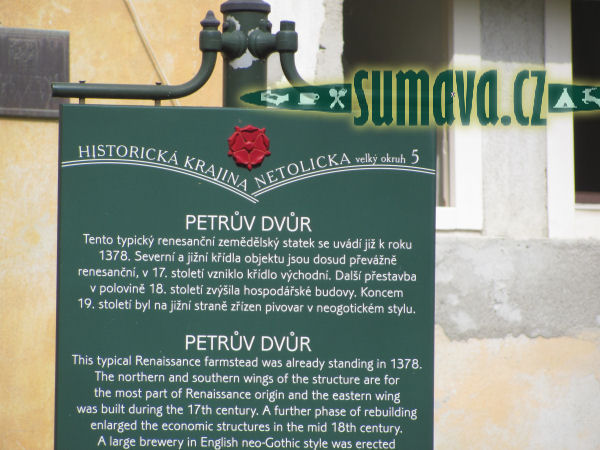 sumava.cz
HISTORICKÁ KRAJINA NETOLICKA velký okruh 5
PETRŮV DVŮR
Tento typický renesanční zemědělský statek se uvádí již k roku
1378. Severní a jižní křídla objektu jsou dosud převážně
renesanční, v 17. století vzniklo křídlo východní. Další přestavba
v polovině 18. století zvýšila hospodářské budovy. Koncem
19. století byl na jižní straně zřízen pivovar v neogotickém stylu.
PETRŮV DVŮR
This typical Renaissance farmstead was already standing in 1378.
The northern and southern wings of the structure are for
the most part of Renaissance origin and the eastern wing
was built during the 17th century. A further phase of rebuilding
enlarged the economic structures in the mid 18th century.
A large brewery in English neo-Gothic style was erected